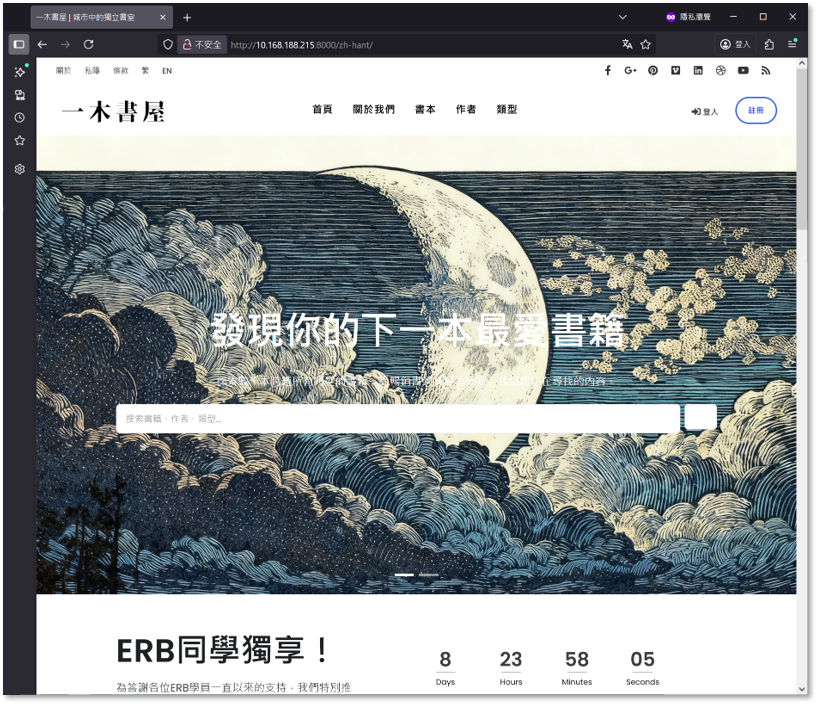 一木書屋 | 城市中的獨立書室
隱私瀏覽
不安全
http://10.168.188.215:8000/zh-hant/
登入
關於 私隱 條款 繁 EN
一木書屋
首頁 關於我們 書本 作者 類型
登入
註冊
發現你的下一本最愛書籍
尋找的內容。
搜索書籍、作者、類型...
ERB同學獨享！
為答謝各位ERB學員一直以來的支持，我們特別推
8 23 58 05
Days Hours Minutes Seconds